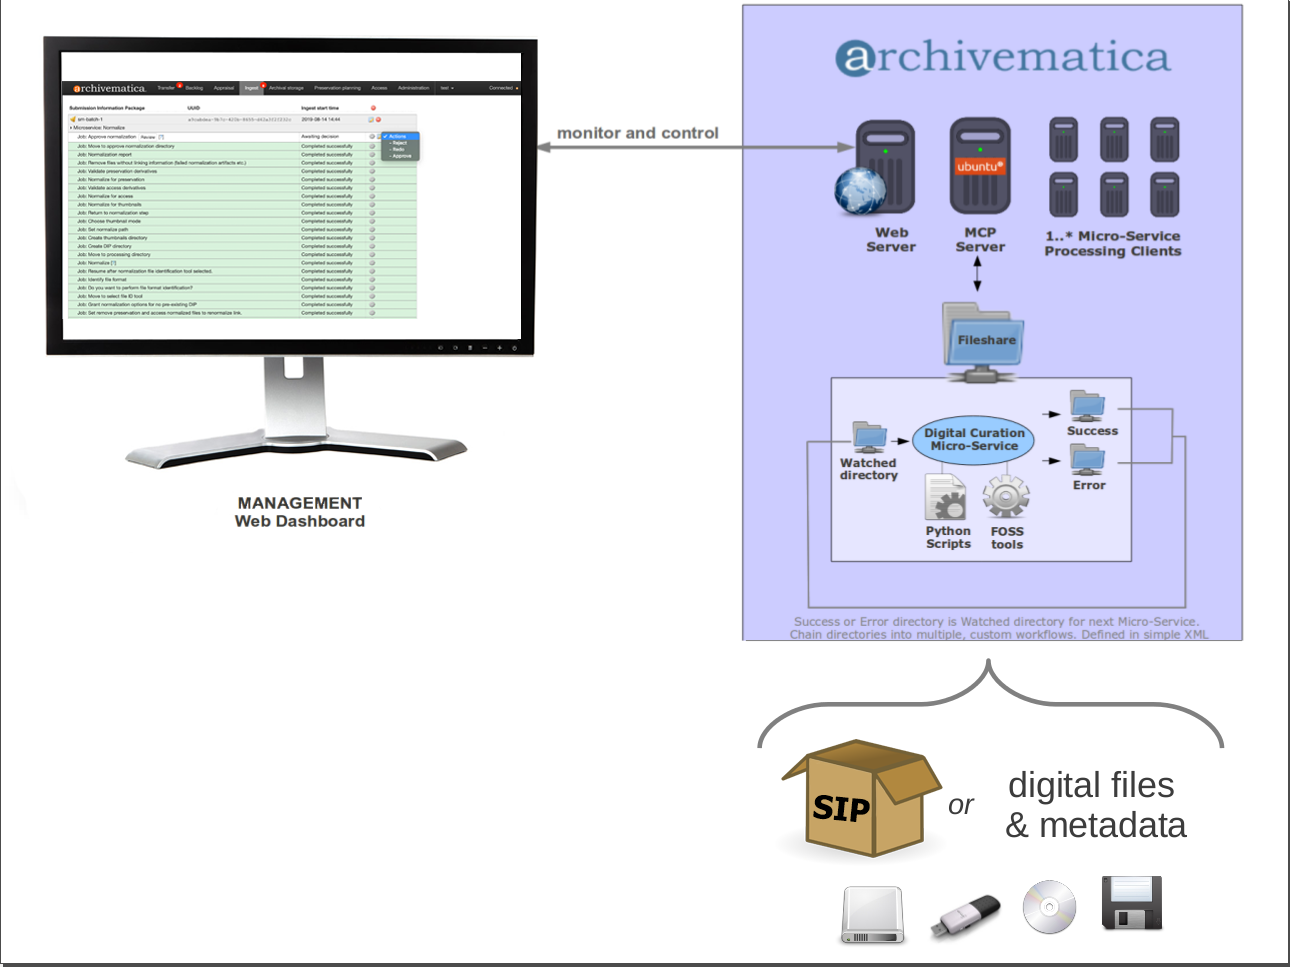 archivematica
Transfer Backlog Appraisal Ingest Archival storage Preservation planning Access Administration test Connected
Submission Information Package UUID Ingest start time
sm-batch-1 2019-08-14 14:44
Microservice: Normalize
Job: Approve normalization Review [?] Awaiting decision
Actions
- Reject
- Redo
- Approve
Job: Move to approve normalization directory Completed successfully
Job: Normalization report Completed successfully
Job: Remove files without linking information (failed normalization artifacts etc.) Completed successfully
Job: Validate preservation derivatives Completed successfully
Job: Normalize for preservation Completed successfully
Job: Validate access derivatives Completed successfully
Job: Normalize for access Completed successfully
Job: Normalize for thumbnails Completed successfully
Job: Return to normalization step Completed successfully
Job: Choose thumbnail mode Completed successfully
Job: Set normalize path Completed successfully
Job: Create thumbnails directory Completed successfully
Job: Create DIP directory Completed successfully
Job: Move to processing directory Completed successfully
Job: Normalize [?] Completed successfully
Job: Resume after normalization file identification tool selected. Completed successfully
Job: Identify file format Completed successfully
Job: Do you want to perform file format identification? Completed successfully
Job: Move to select file ID tool Completed successfully
Job: Grant normalization options for no pre-existing DIP Completed successfully
Job: Set remove preservation and access normalized files to renormalize link. Completed successfully
MANAGEMENT
Web Dashboard
monitor and control
archivematica
ubuntu
Web
Server
MCP
Server
1..* Micro-Service
Processing Clients
Fileshare
Watched
directory
Digital Curation
Micro-Service
Success
Error
Python
Scripts
FOSS
tools
Success or Error directory is Watched directory for next Micro-Service.
Chain directories into multiple, custom workflows. Defined in simple XML
SIP
or
digital files
& metadata